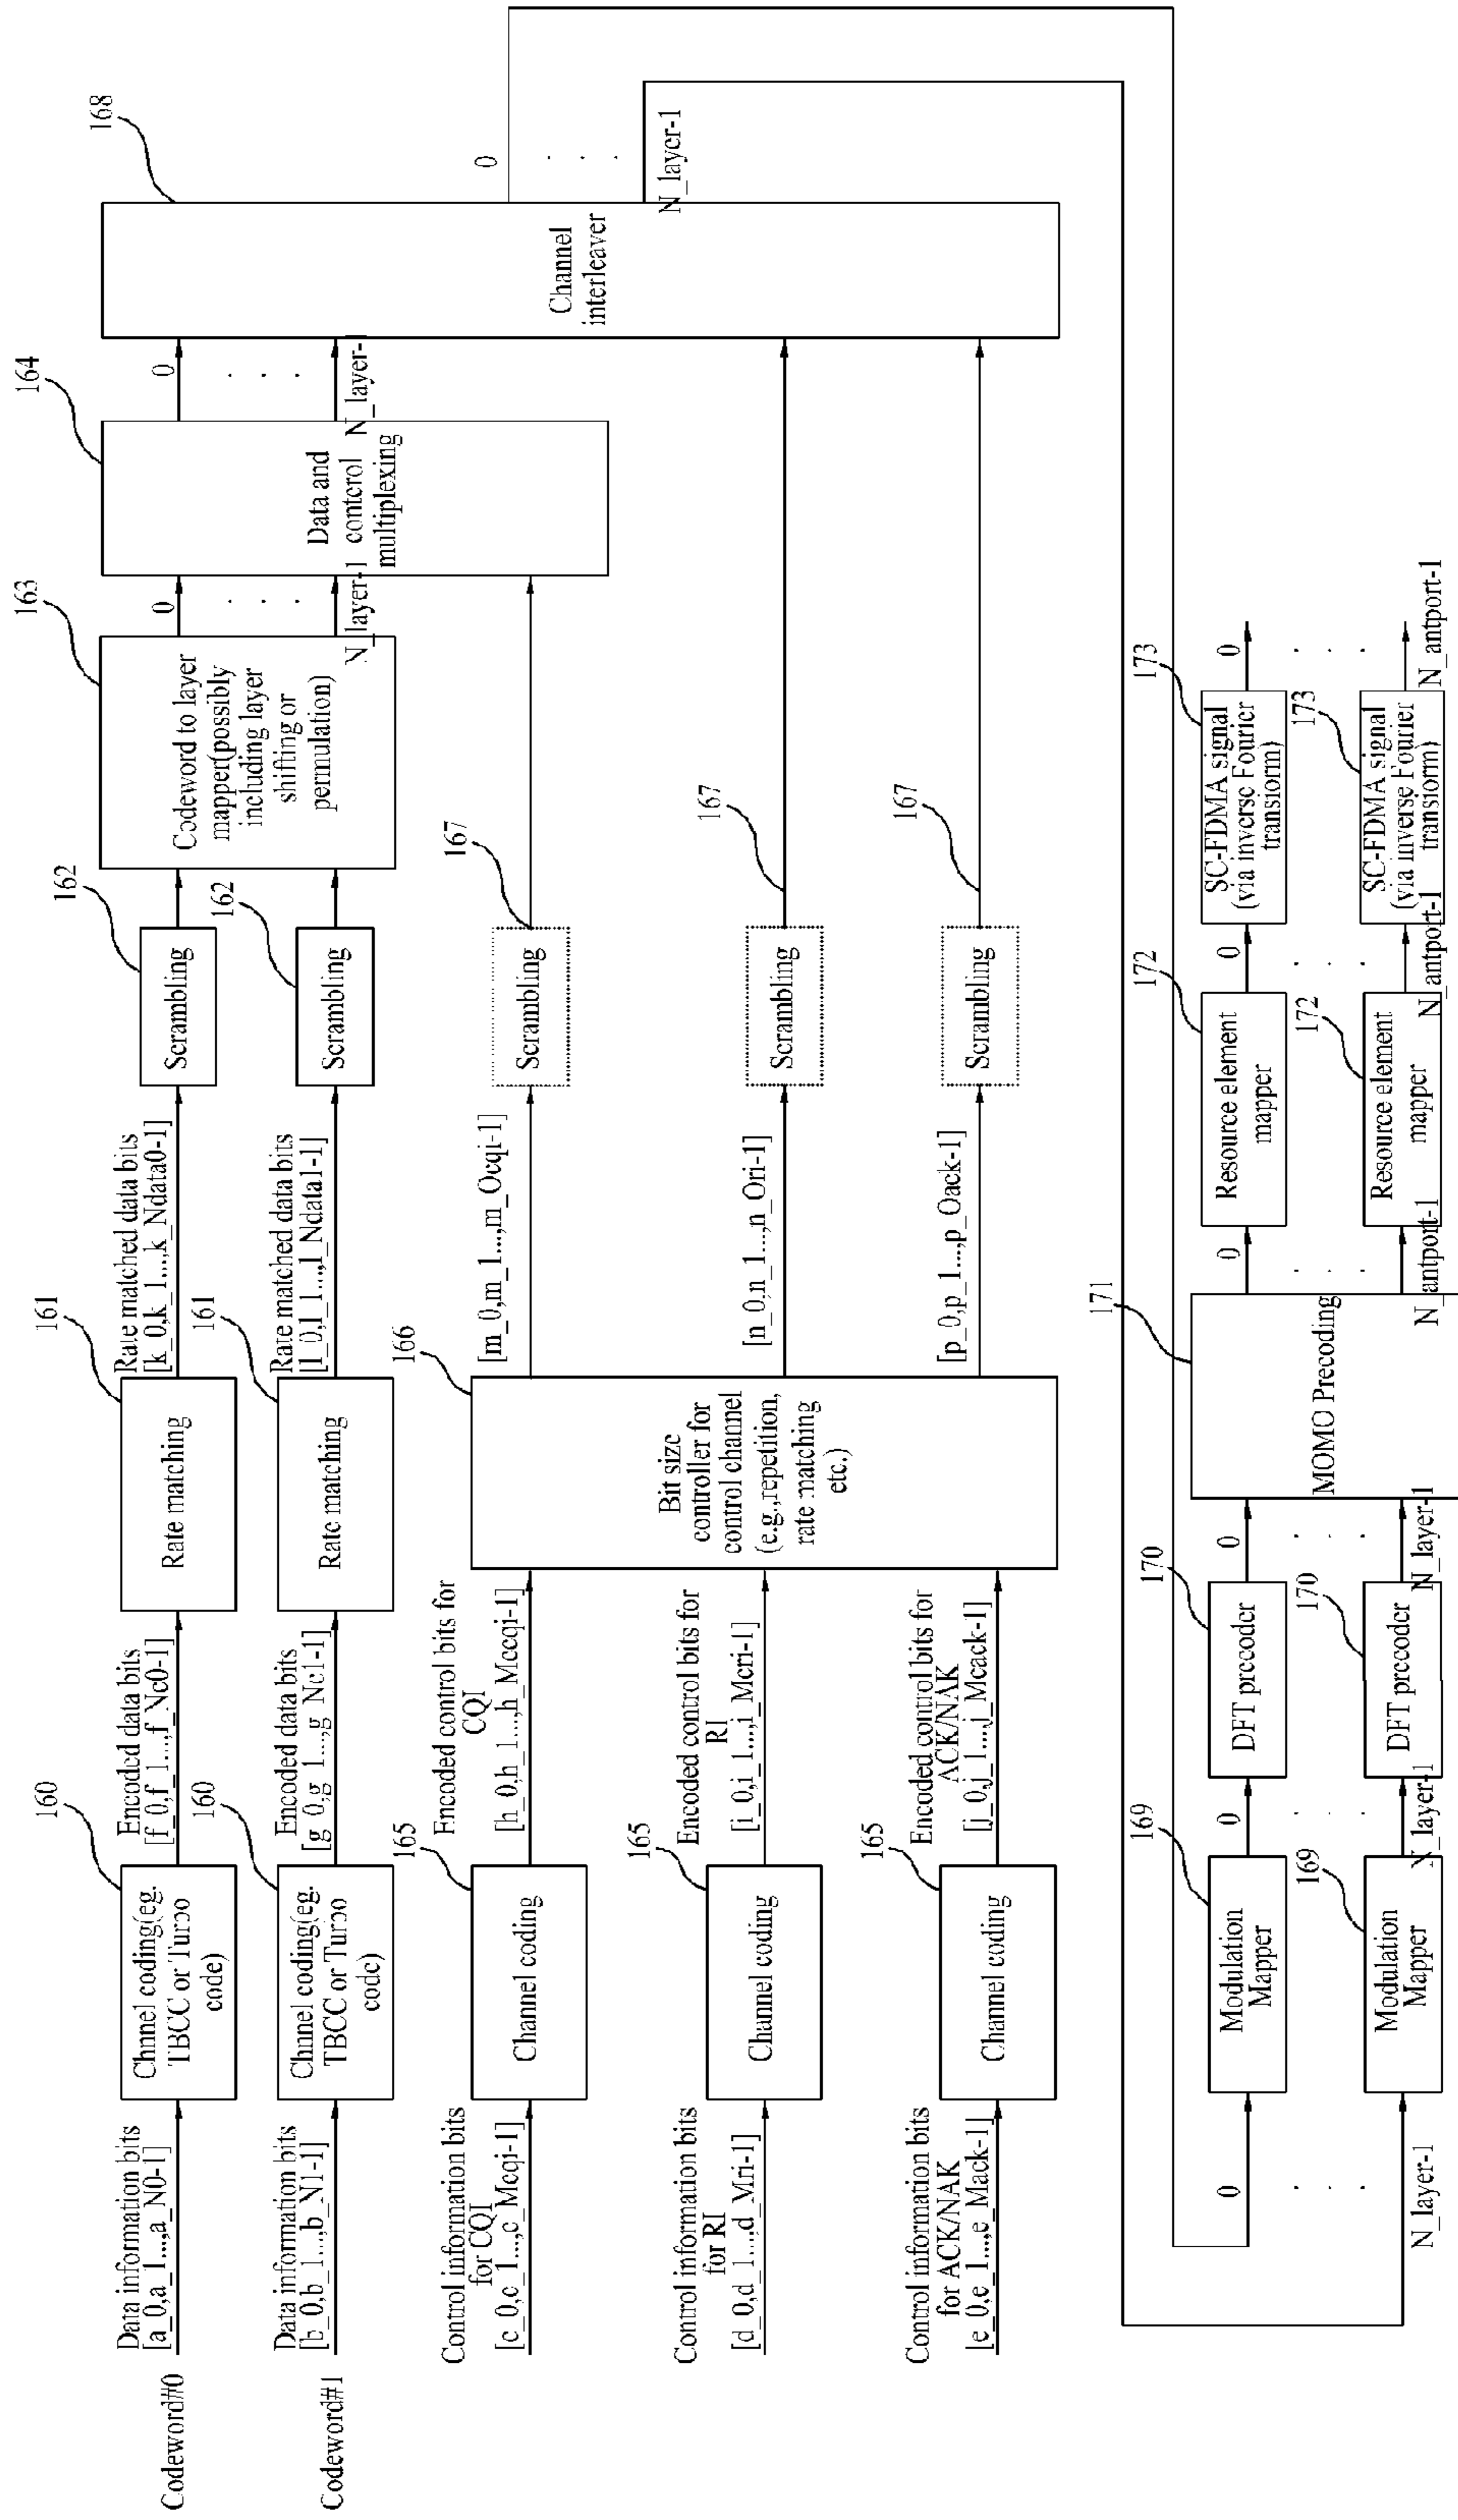 Codeword#0
Data information bits
[a_0,a_1...,a_N0-1]
160
Chnnel coding(eg.
TBCC or Turbo
code)
Encoded data bits
[f_0,f_1...,f_Nc0-1]
161
Rate matching
Rate matched data bits
[k_0,k_1...,k_Ndata0-1]
162
Scrambling
163
Codeword to layer
mapper(possibly
including layer
shifting or
permulation)
0
. . .
N_layer-1
164
Data and
control
multiplexing
0
. . .
N_layer-1
168
Channel
interleaver
0
. . .
N_layer-1
Codeword#1
Data information bits
[b_0,b_1...,b_N1-1]
160
Chnnel coding(eg.
TBCC or Turbo
code)
Encoded data bits
[g_0,g_1...,g_Nc1-1]
161
Rate matching
Rate matched data bits
[l_0,l_1...,l_Ndata1-1]
162
Scrambling
Control information bits
for CQI
[c_0,c_1...,c_Mcqi-1]
165
Channel coding
Encoded control bits for
CQI
[h_0,h_1...,h_Mccqi-1]
166
Bit size
controller for
control channel
(e.g.,repetition,
rate matching
etc.)
[m_0,m_1...,m_Ocqi-1]
Scrambling
167
Control information bits
for RI
[d_0,d_1...,d_Mri-1]
165
Channel coding
Encoded control bits for
RI
[i_0,i_1...,i_Mcri-1]
[n_0,n_1...,n_Ori-1]
Scrambling
167
Control information bits
for ACK/NAK
[e_0,e_1...,e_Mack-1]
165
Channel coding
Encoded control bits for
ACK/NAK
[j_0,j_1...,j_Mcack-1]
[p_0,p_1...,p_Oack-1]
Scrambling
167
0
. . .
N_layer-1
169
Modulation
Mapper
169
Modulation
Mapper
0
. . .
N_layer-1
170
DFT precoder
170
DFT precoder
0
. . .
N_layer-1
171
MOMO Precoding
0
. . .
N_antport-1
172
Resource element
mapper
172
Resource element
mapper
0
. . .
N_antport-1
173
SC-FDMA signal
(via inverse Fourier
transiorm)
173
SC-FDMA signal
(via inverse Fourier
transiorm)
0
. . .
N_antport-1